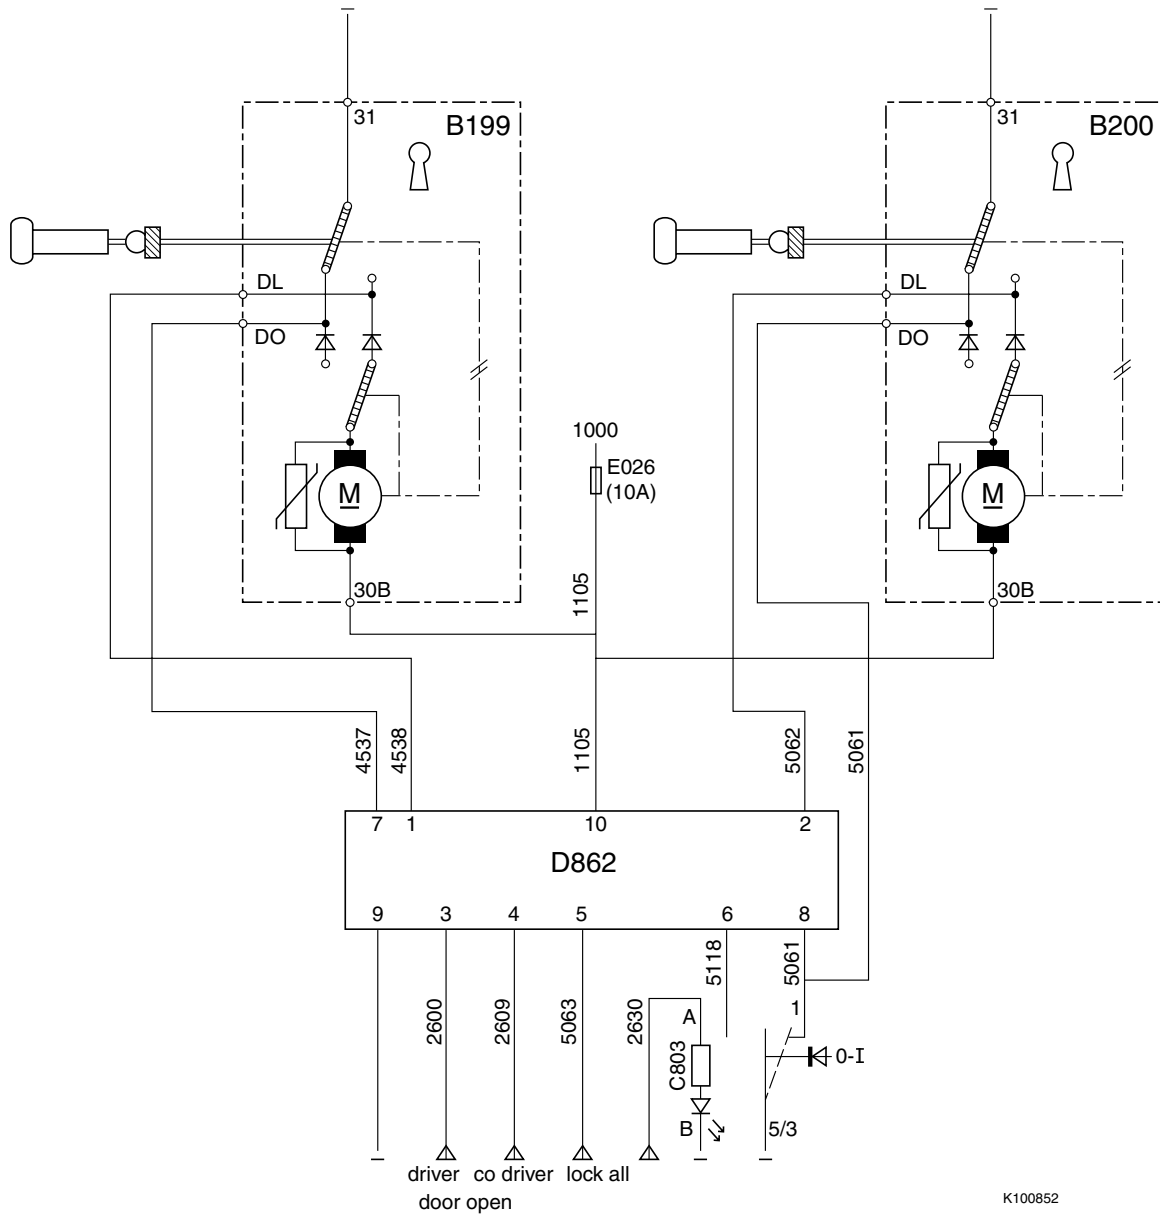 31
B199
31
B200
DL
DO
DL
DO
1000
E026
(10A)
M
M
30B
1105
30B
4537
4538
1105
5062
5061
7 1 10 2
D862
9 3 4 5 6 8
2600
2609
5063
2630
5118
5061
A
1
C803
0-I
B
5/3
driver co driver lock all
door open
K100852